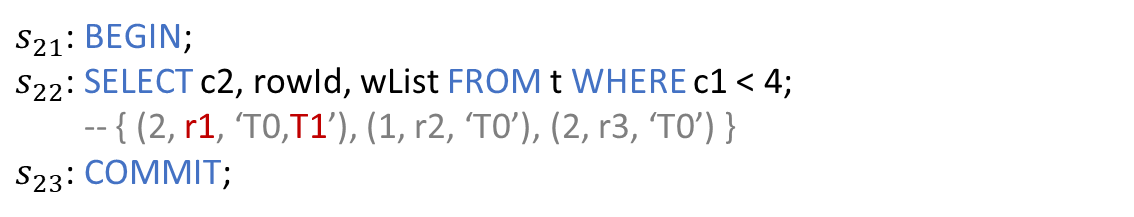 s21: BEGIN;
s22: SELECT c2, rowId, wList FROM t WHERE c1 < 4;
-- { (2, r1, ‘T0,T1’), (1, r2, ‘T0’), (2, r3, ‘T0’) }
s23: COMMIT;